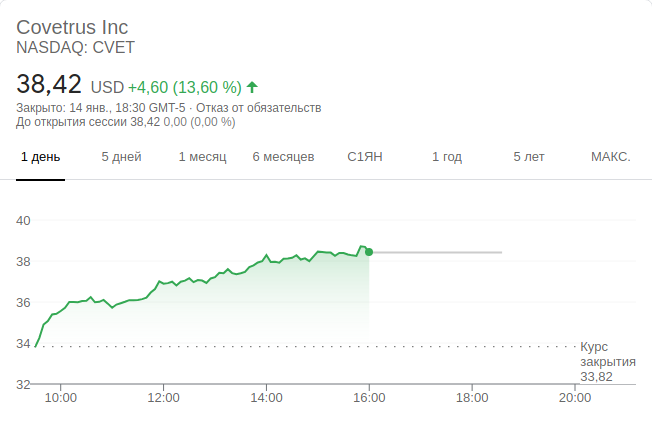 Covetrus Inc
NASDAQ: CVET
38,42 USD +4,60 (13,60 %)
Закрыто: 14 янв., 18:30 GMT-5 · Отказ от обязательств
До открытия сессии 38,42 0,00 (0,00 %)
1 день 5 дней 1 месяц 6 месяцев С1ЯН 1 год 5 лет МАКС.
40
38
36
34
Курс
закрытия
33,82
32
10:00 12:00 14:00 16:00 18:00 20:00